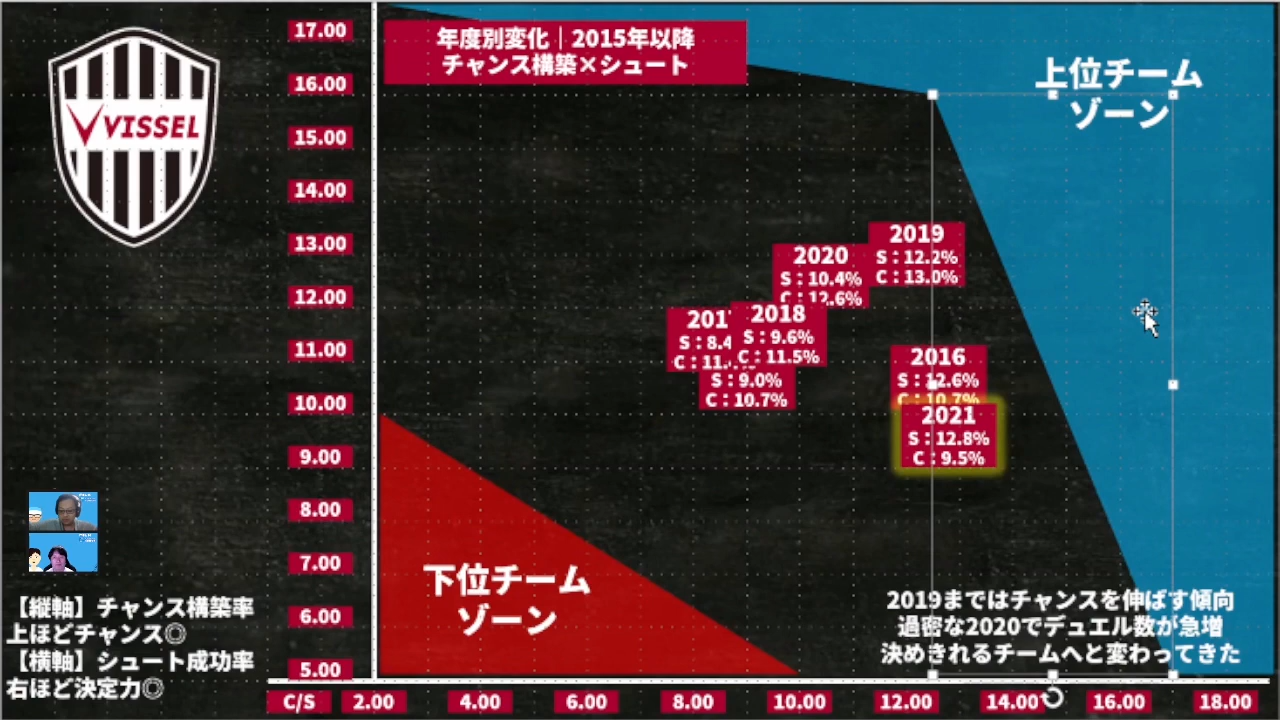 VISSEL
年度別変化｜2015年以降
チャンス構築×シュート
上位チーム
ゾーン
17.00
16.00
15.00
14.00
13.00
12.00
11.00
10.00
9.00
8.00
7.00
6.00
5.00
2019
S：12.2%
C：13.0%
2020
S：10.4%
C：12.6%
2018
S：9.6%
C：11.5%
201
S：8.4
C：11.
S：9.0%
C：10.7%
2016
S：12.6%
C：10.7%
2021
S：12.8%
C：9.5%
下位チーム
ゾーン
【縦軸】チャンス構築率
上ほどチャンス◎
【横軸】シュート成功率
右ほど決定力◎
2019まではチャンスを伸ばす傾向
過密な2020でデュエル数が急増
決めきれるチームへと変わってきた
C/S
2.00
4.00
6.00
8.00
10.00
12.00
14.00
16.00
18.00